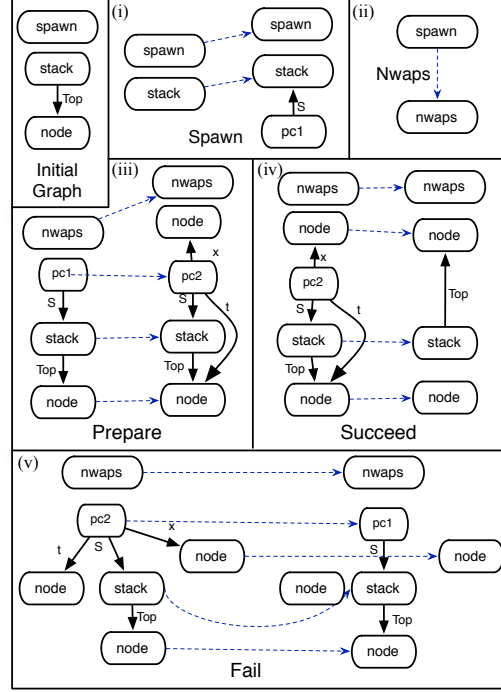 spawn
stack
Top
node
Initial
Graph
(i)
spawn
spawn
stack
stack
S
pc1
Spawn
(ii)
spawn
Nwaps
nwaps
(iii)
nwaps
nwaps
node
x
pc1
pc2
S
S
t
stack
stack
Top
Top
node
node
Prepare
(iv)
nwaps
nwaps
node
node
x
pc2
S
t
Top
stack
stack
Top
node
node
Succeed
(v)
nwaps
nwaps
pc2
pc1
t
S
x
S
node
node
node
stack
node
stack
Top
Top
node
node
Fail